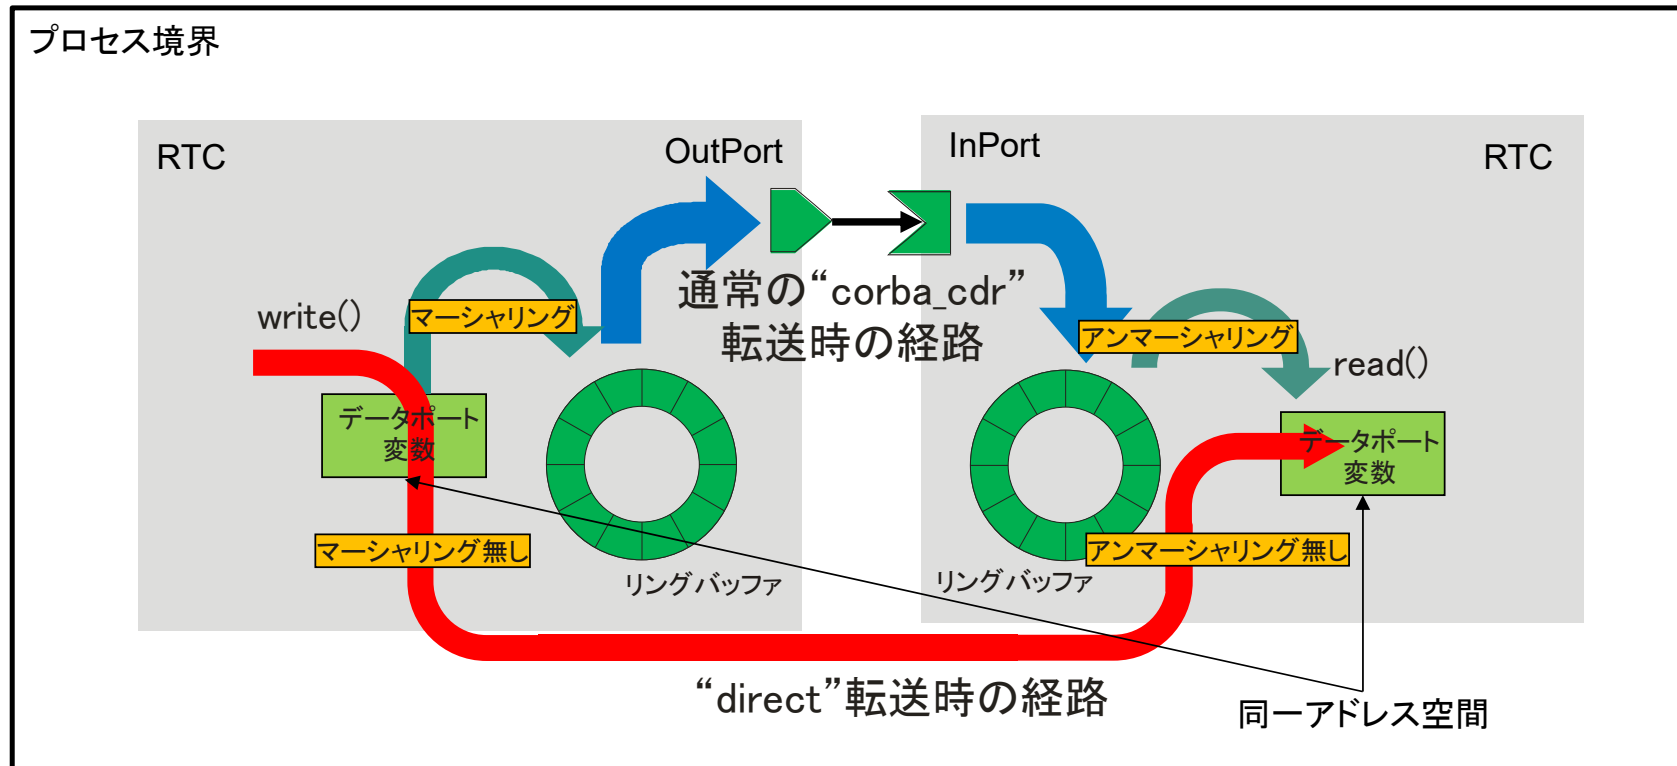 プロセス境界
RTC
OutPort
InPort
RTC
通常の“corba_cdr”
転送時の経路
write()
マーシャリング
アンマーシャリング
read()
データポート
変数
データポート
変数
マーシャリング無し
アンマーシャリング無し
リングバッファ
リングバッファ
“direct”転送時の経路
同一アドレス空間